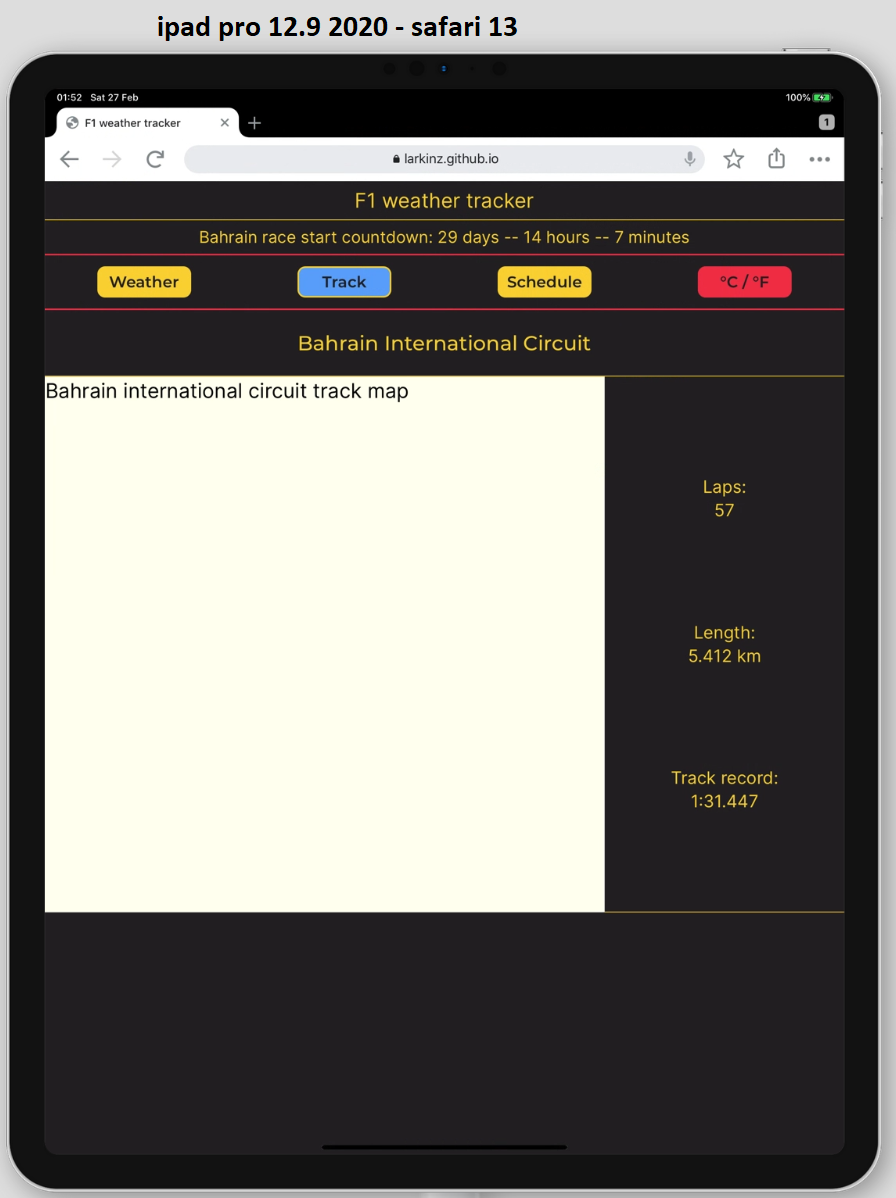 ipad pro 12.9 2020 - safari 13
01:52 Sat 27 Feb
100%
F1 weather tracker
1
larkinz.github.io
F1 weather tracker
Bahrain race start countdown: 29 days -- 14 hours -- 7 minutes
Weather
Track
Schedule
°C / °F
Bahrain International Circuit
Bahrain international circuit track map
Laps:
57
Length:
5.412 km
Track record:
1:31.447